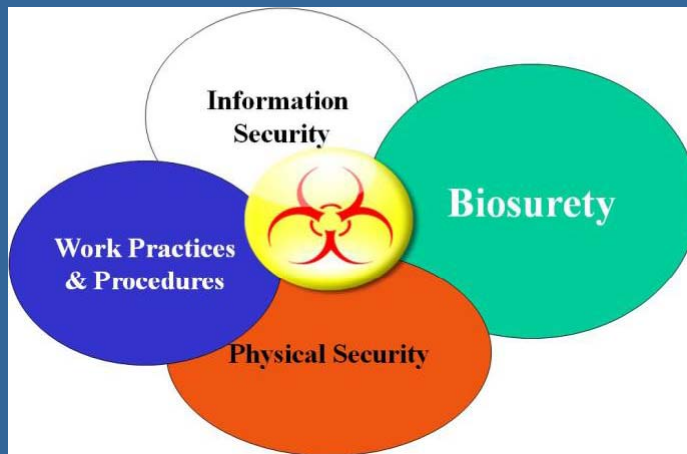 Information
Security
Biosurety
Work Practices
& Procedures
Physical Security